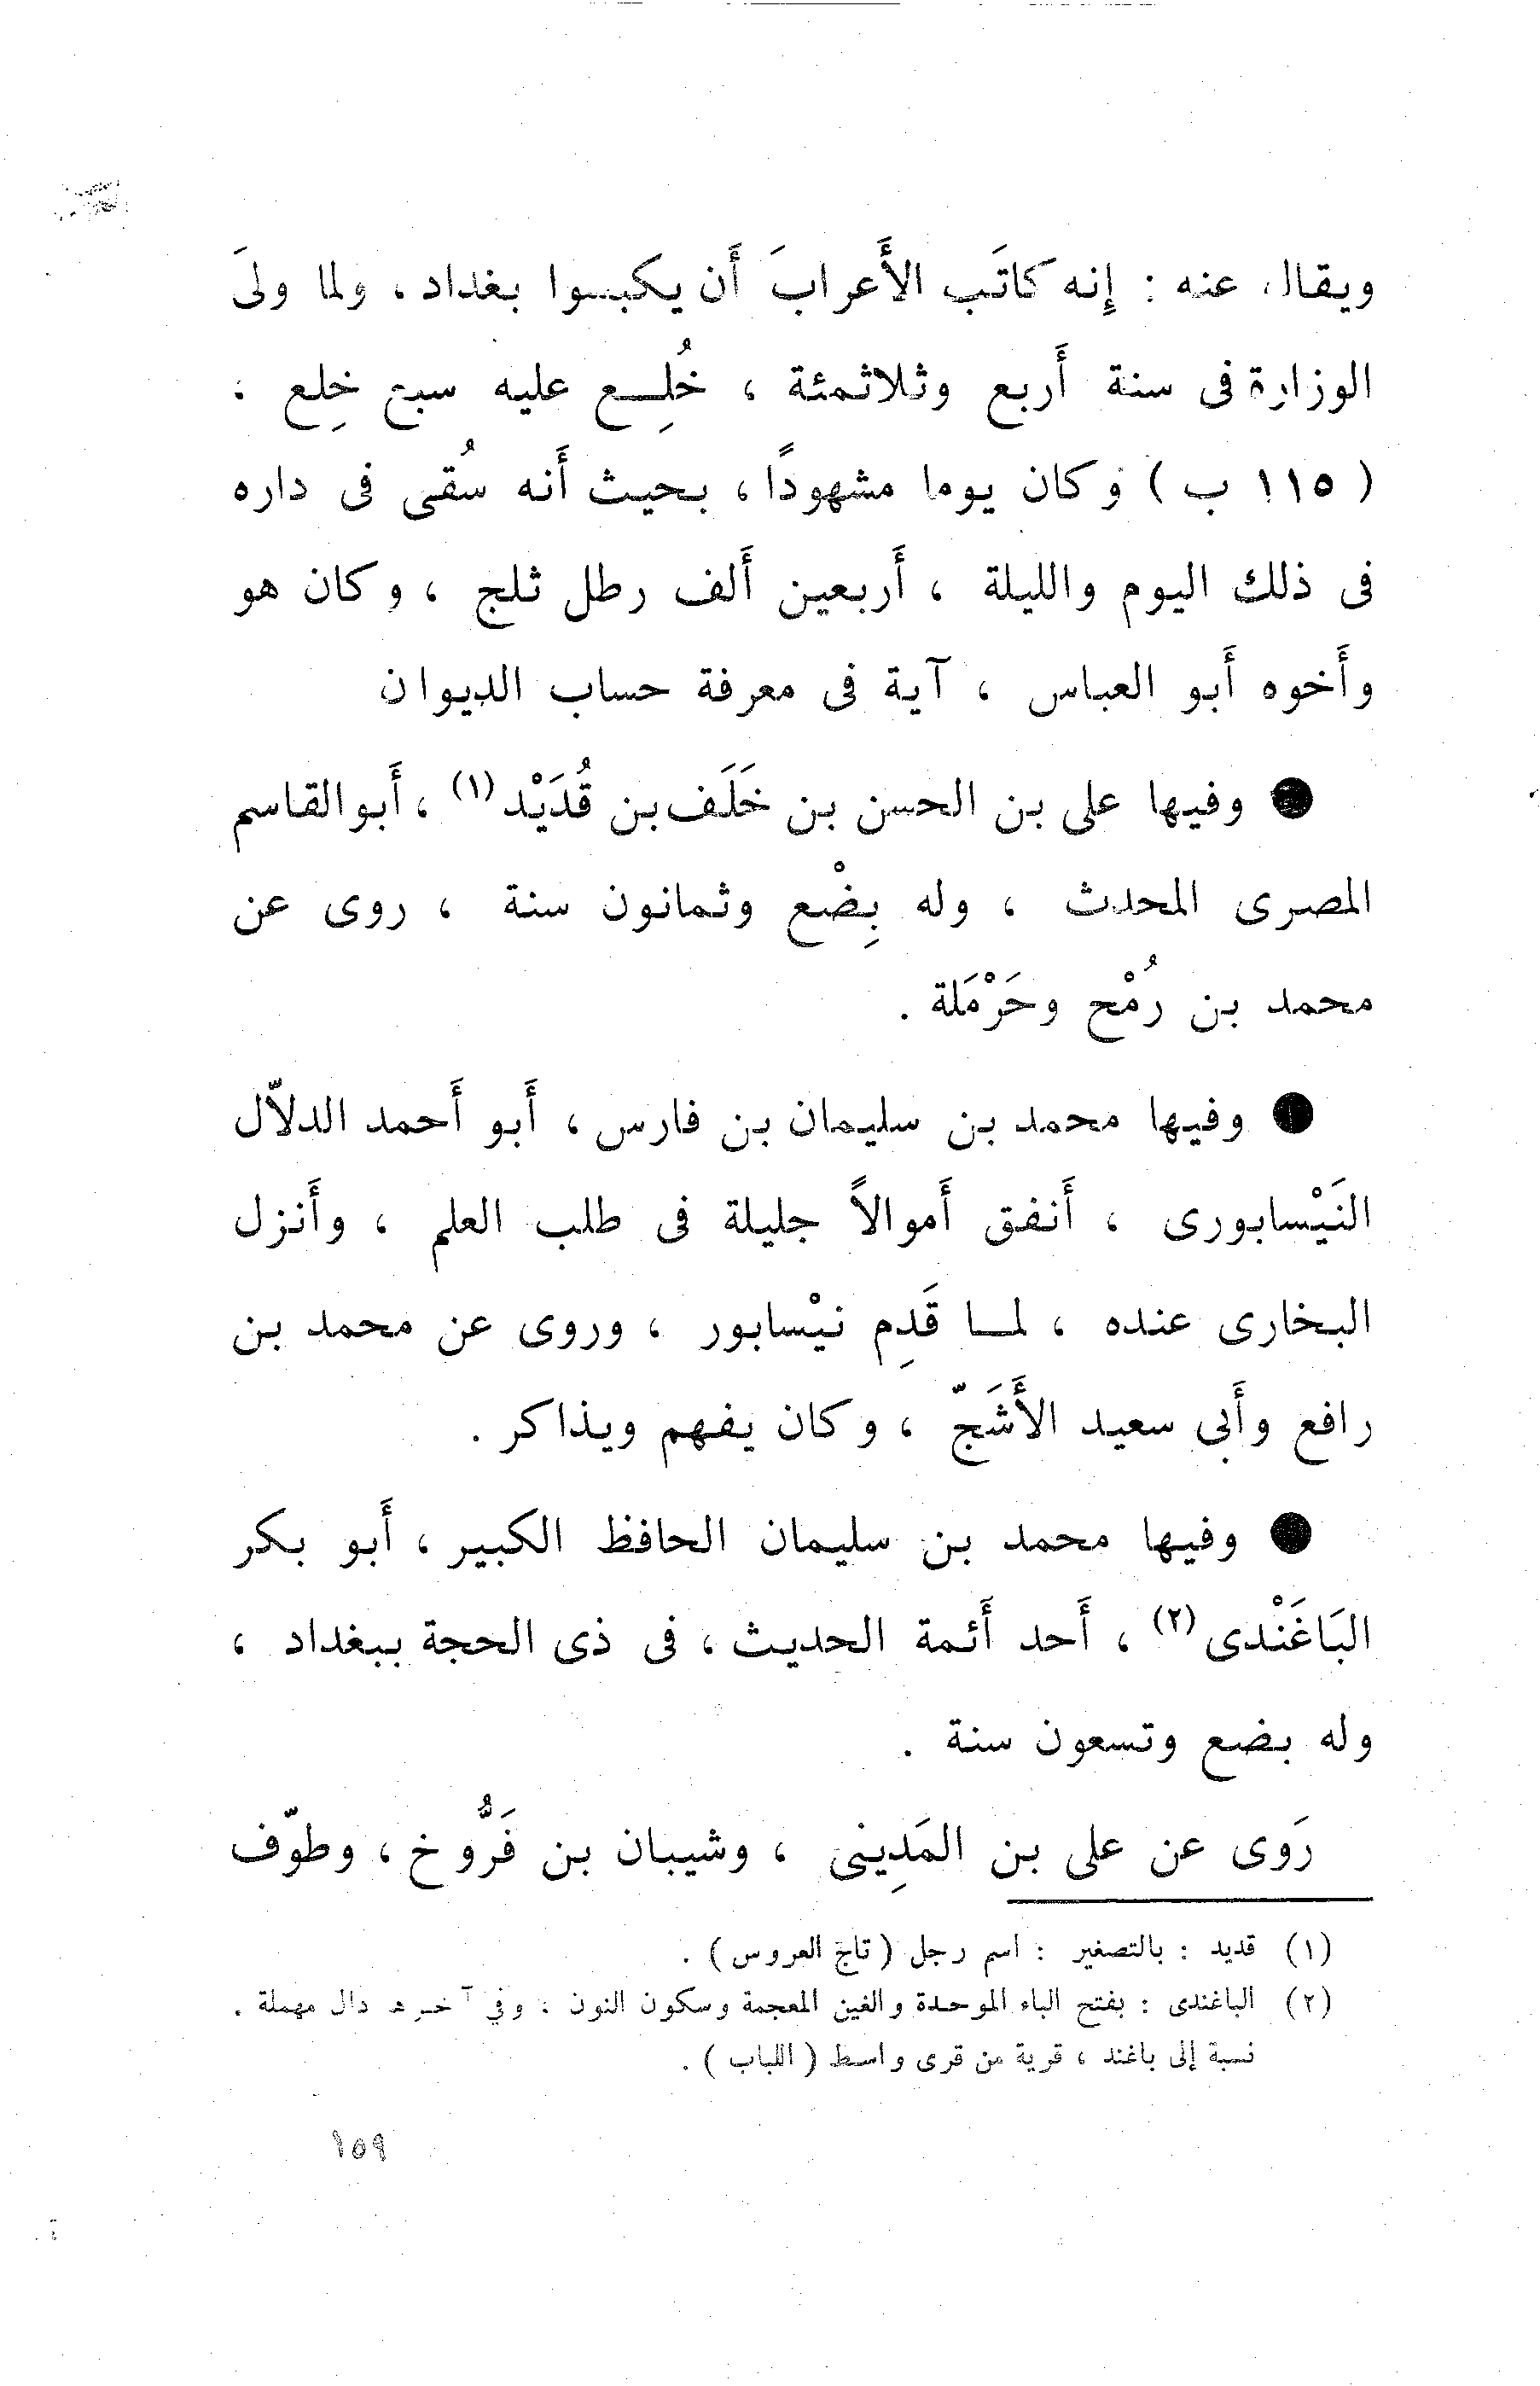 ويقال عنه : إِنه كاتَب الأَعرابَ أَن يكبسوا بغداد ، ولما ولىَ
الوزارة فى سنة أَربع وثلاثمئة ، خُلِـع عليه سبع خِلع .
( ١١٥ ب ) وكان يوما مشهودًا ، بحيث أَنه سُقى فى داره
فى ذلك اليوم والليلة ، أَربعين أَلف رطل ثلج ، وكان هو
وأَخوه أَبو العباس ، آية فى معرفة حساب الديوان
● وفيها على بن الحسن بن خَلَف بن قُدَيْد (١) ، أَبو القاسم
المصرى المحدث ، وله بِضْع وثمانون سنة ، روى عن
محمد بن رُمْح وحَرْمَلة .
● وفيها محمد بن سليمان بن فارس ، أَبو أَحمد الدلاّل
النَيْسابورى ، أَنفق أَموالاً جليلة فى طلب العلم ، وأَنزل
البخارى عنده ، لمـا قَدِم نيْسابور ، وروى عن محمد بن
رافع وأَبى سعيد الأَشَجّ ، وكان يفهم ويذاكر .
● وفيها محمد بن سليمان الحافظ الكبير ، أَبو بكر
البَاغَنْدى (٢) ، أَحد أَئمة الحديث ، فى ذى الحجة ببغداد ،
وله بضع وتسعون سنة .
رَوى عن على بن المَدِينى ، وشيبان بن فَرُّوخ ، وطوّف
(١) قديد : بالتصغير : اسم رجل ( تاج العروس ) .
(٢) الباغندى : بفتح الباء الموحدة والغين المعجمة وسكون النون ، وفي آخره دال مهملة .
نسبة إلى باغند ، قرية من قرى واسط ( اللباب ) .
١٥٩